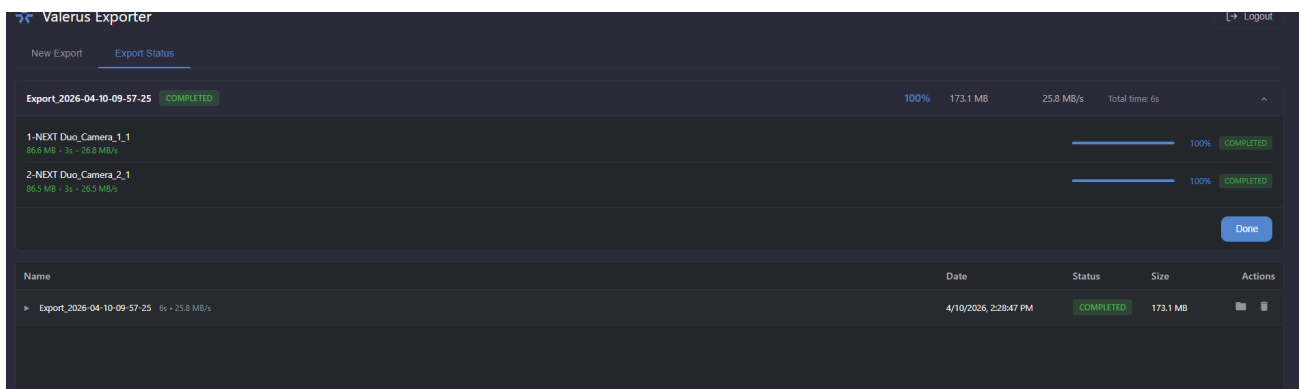 Valerus Exporter
Logout
New Export Export Status
Export_2026-04-10-09-57-25 COMPLETED 100% 173.1 MB 25.8 MB/s Total time: 6s
1-NEXT Duo_Camera_1_1
86.6 MB • 3s • 26.8 MB/s
100% COMPLETED
2-NEXT Duo_Camera_2_1
86.5 MB • 3s • 26.5 MB/s
100% COMPLETED
Done
Name Date Status Size Actions
Export_2026-04-10-09-57-25 6s • 25.8 MB/s 4/10/2026, 2:28:47 PM COMPLETED 173.1 MB